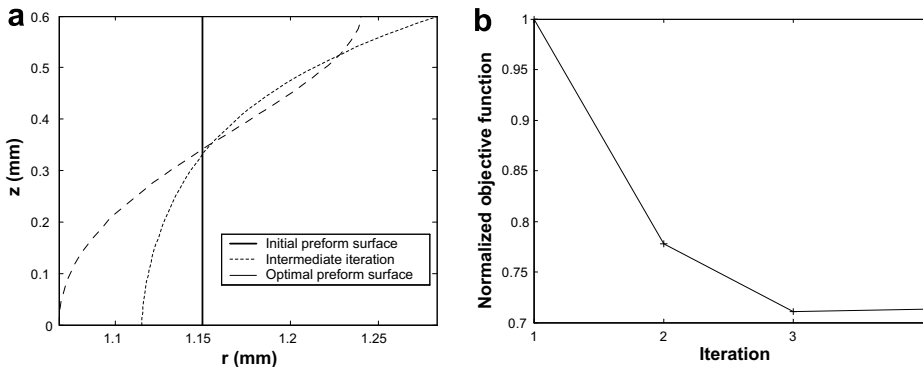 a
0.6
0.5
0.4
0.3
0.2
0.1
0
z (mm)
1.1
1.15
1.2
1.25
r (mm)
Initial preform surface
Intermediate iteration
Optimal preform surface
b
1
0.95
0.9
0.85
0.8
0.75
0.7
Normalized objective function
1
2
3
Iteration